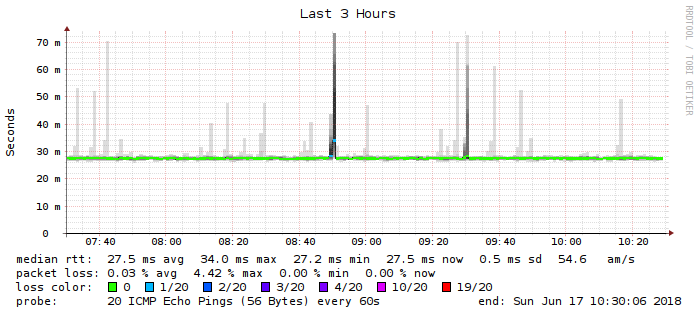 Last 3 Hours
RRDTOOL / TOBI OETIKER
Seconds
70 m
60 m
50 m
40 m
30 m
20 m
10 m
0
07:40 08:00 08:20 08:40 09:00 09:20 09:40 10:00 10:20
median rtt: 27.5 ms avg 34.0 ms max 27.2 ms min 27.5 ms now 0.5 ms sd 54.6 am/s
packet loss: 0.03 % avg 4.42 % max 0.00 % min 0.00 % now
loss color: 0 1/20 2/20 3/20 4/20 10/20 19/20
probe: 20 ICMP Echo Pings (56 Bytes) every 60s end: Sun Jun 17 10:30:06 2018